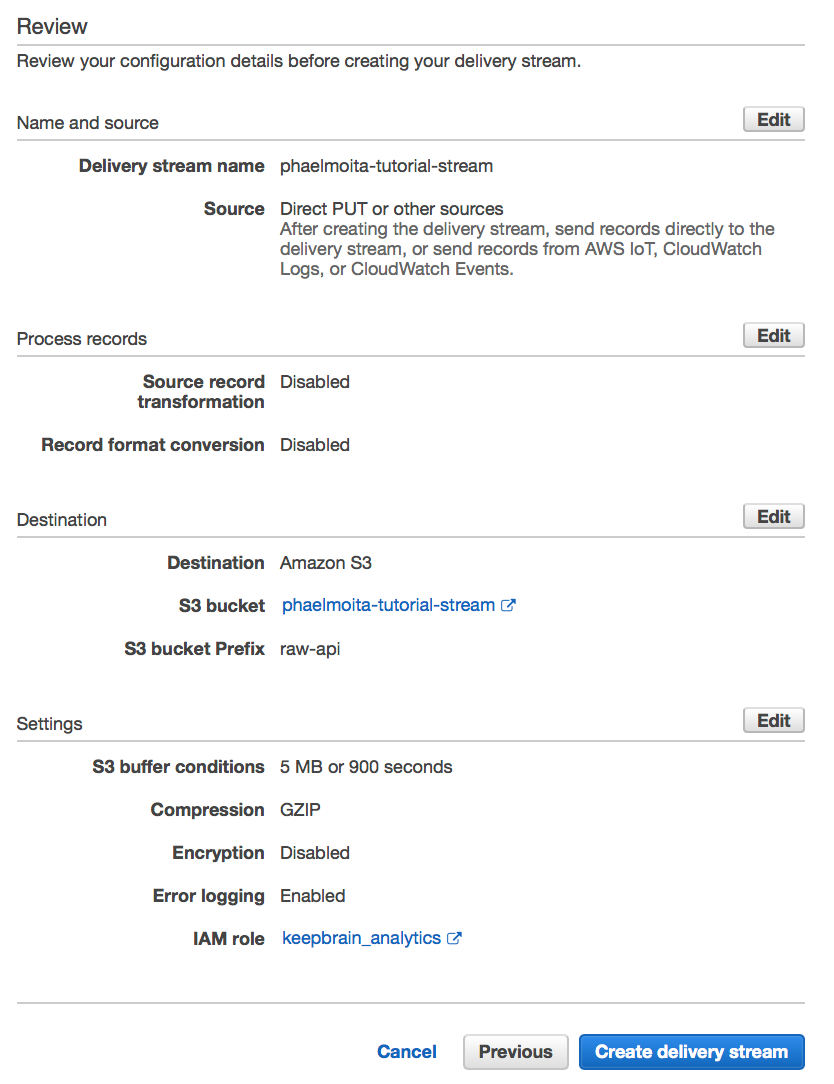 Review
Review your configuration details before creating your delivery stream.
Name and source
Edit
Delivery stream name phaelmoita-tutorial-stream
Source Direct PUT or other sources
After creating the delivery stream, send records directly to the
delivery stream, or send records from AWS IoT, CloudWatch
Logs, or CloudWatch Events.
Process records
Edit
Source record Disabled
transformation
Record format conversion Disabled
Destination
Edit
Destination Amazon S3
S3 bucket phaelmoita-tutorial-stream
S3 bucket Prefix raw-api
Settings
Edit
S3 buffer conditions 5 MB or 900 seconds
Compression GZIP
Encryption Disabled
Error logging Enabled
IAM role keepbrain_analytics
Cancel Previous Create delivery stream